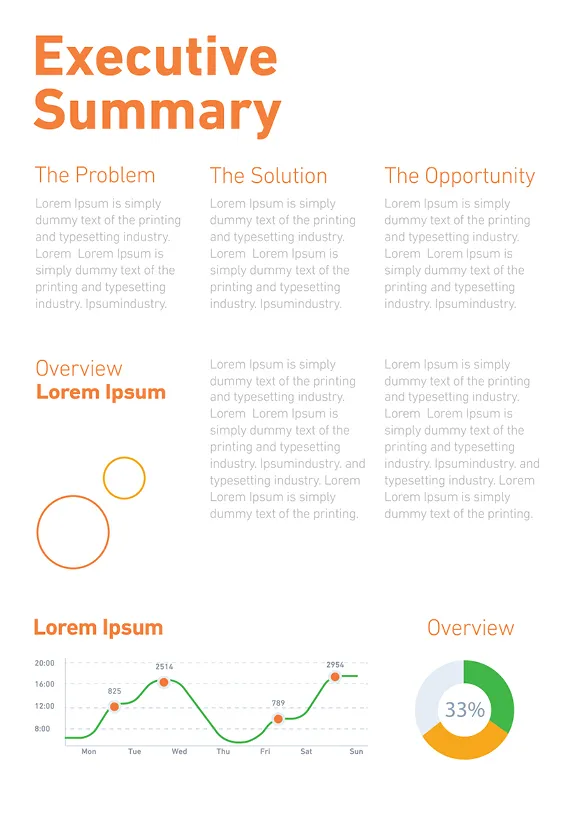 Executive
Summary
The Problem
Lorem Ipsum is simply
dummy text of the printing
and typesetting industry.
Lorem  Lorem Ipsum is
simply dummy text of the
printing and typesetting
industry. Ipsumindustry.
The Solution
Lorem Ipsum is simply
dummy text of the printing
and typesetting industry.
Lorem  Lorem Ipsum is
simply dummy text of the
printing and typesetting
industry. Ipsumindustry.
The Opportunity
Lorem Ipsum is simply
dummy text of the printing
and typesetting industry.
Lorem  Lorem Ipsum is
simply dummy text of the
printing and typesetting
industry. Ipsumindustry.
Overview
Lorem Ipsum
Lorem Ipsum is simply
dummy text of the printing
and typesetting industry.
Lorem  Lorem Ipsum is
simply dummy text of the
printing and typesetting
industry. Ipsumindustry. and
typesetting industry. Lorem
Lorem Ipsum is simply
dummy text of the printing.
Lorem Ipsum is simply
dummy text of the printing
and typesetting industry.
Lorem  Lorem Ipsum is
simply dummy text of the
printing and typesetting
industry. Ipsumindustry. and
typesetting industry. Lorem
Lorem Ipsum is simply
dummy text of the printing.
Lorem Ipsum
20:00
16:00
12:00
8:00
825
2514
789
2954
Mon Tue Wed Thu Fri Sat Sun
Overview
33%